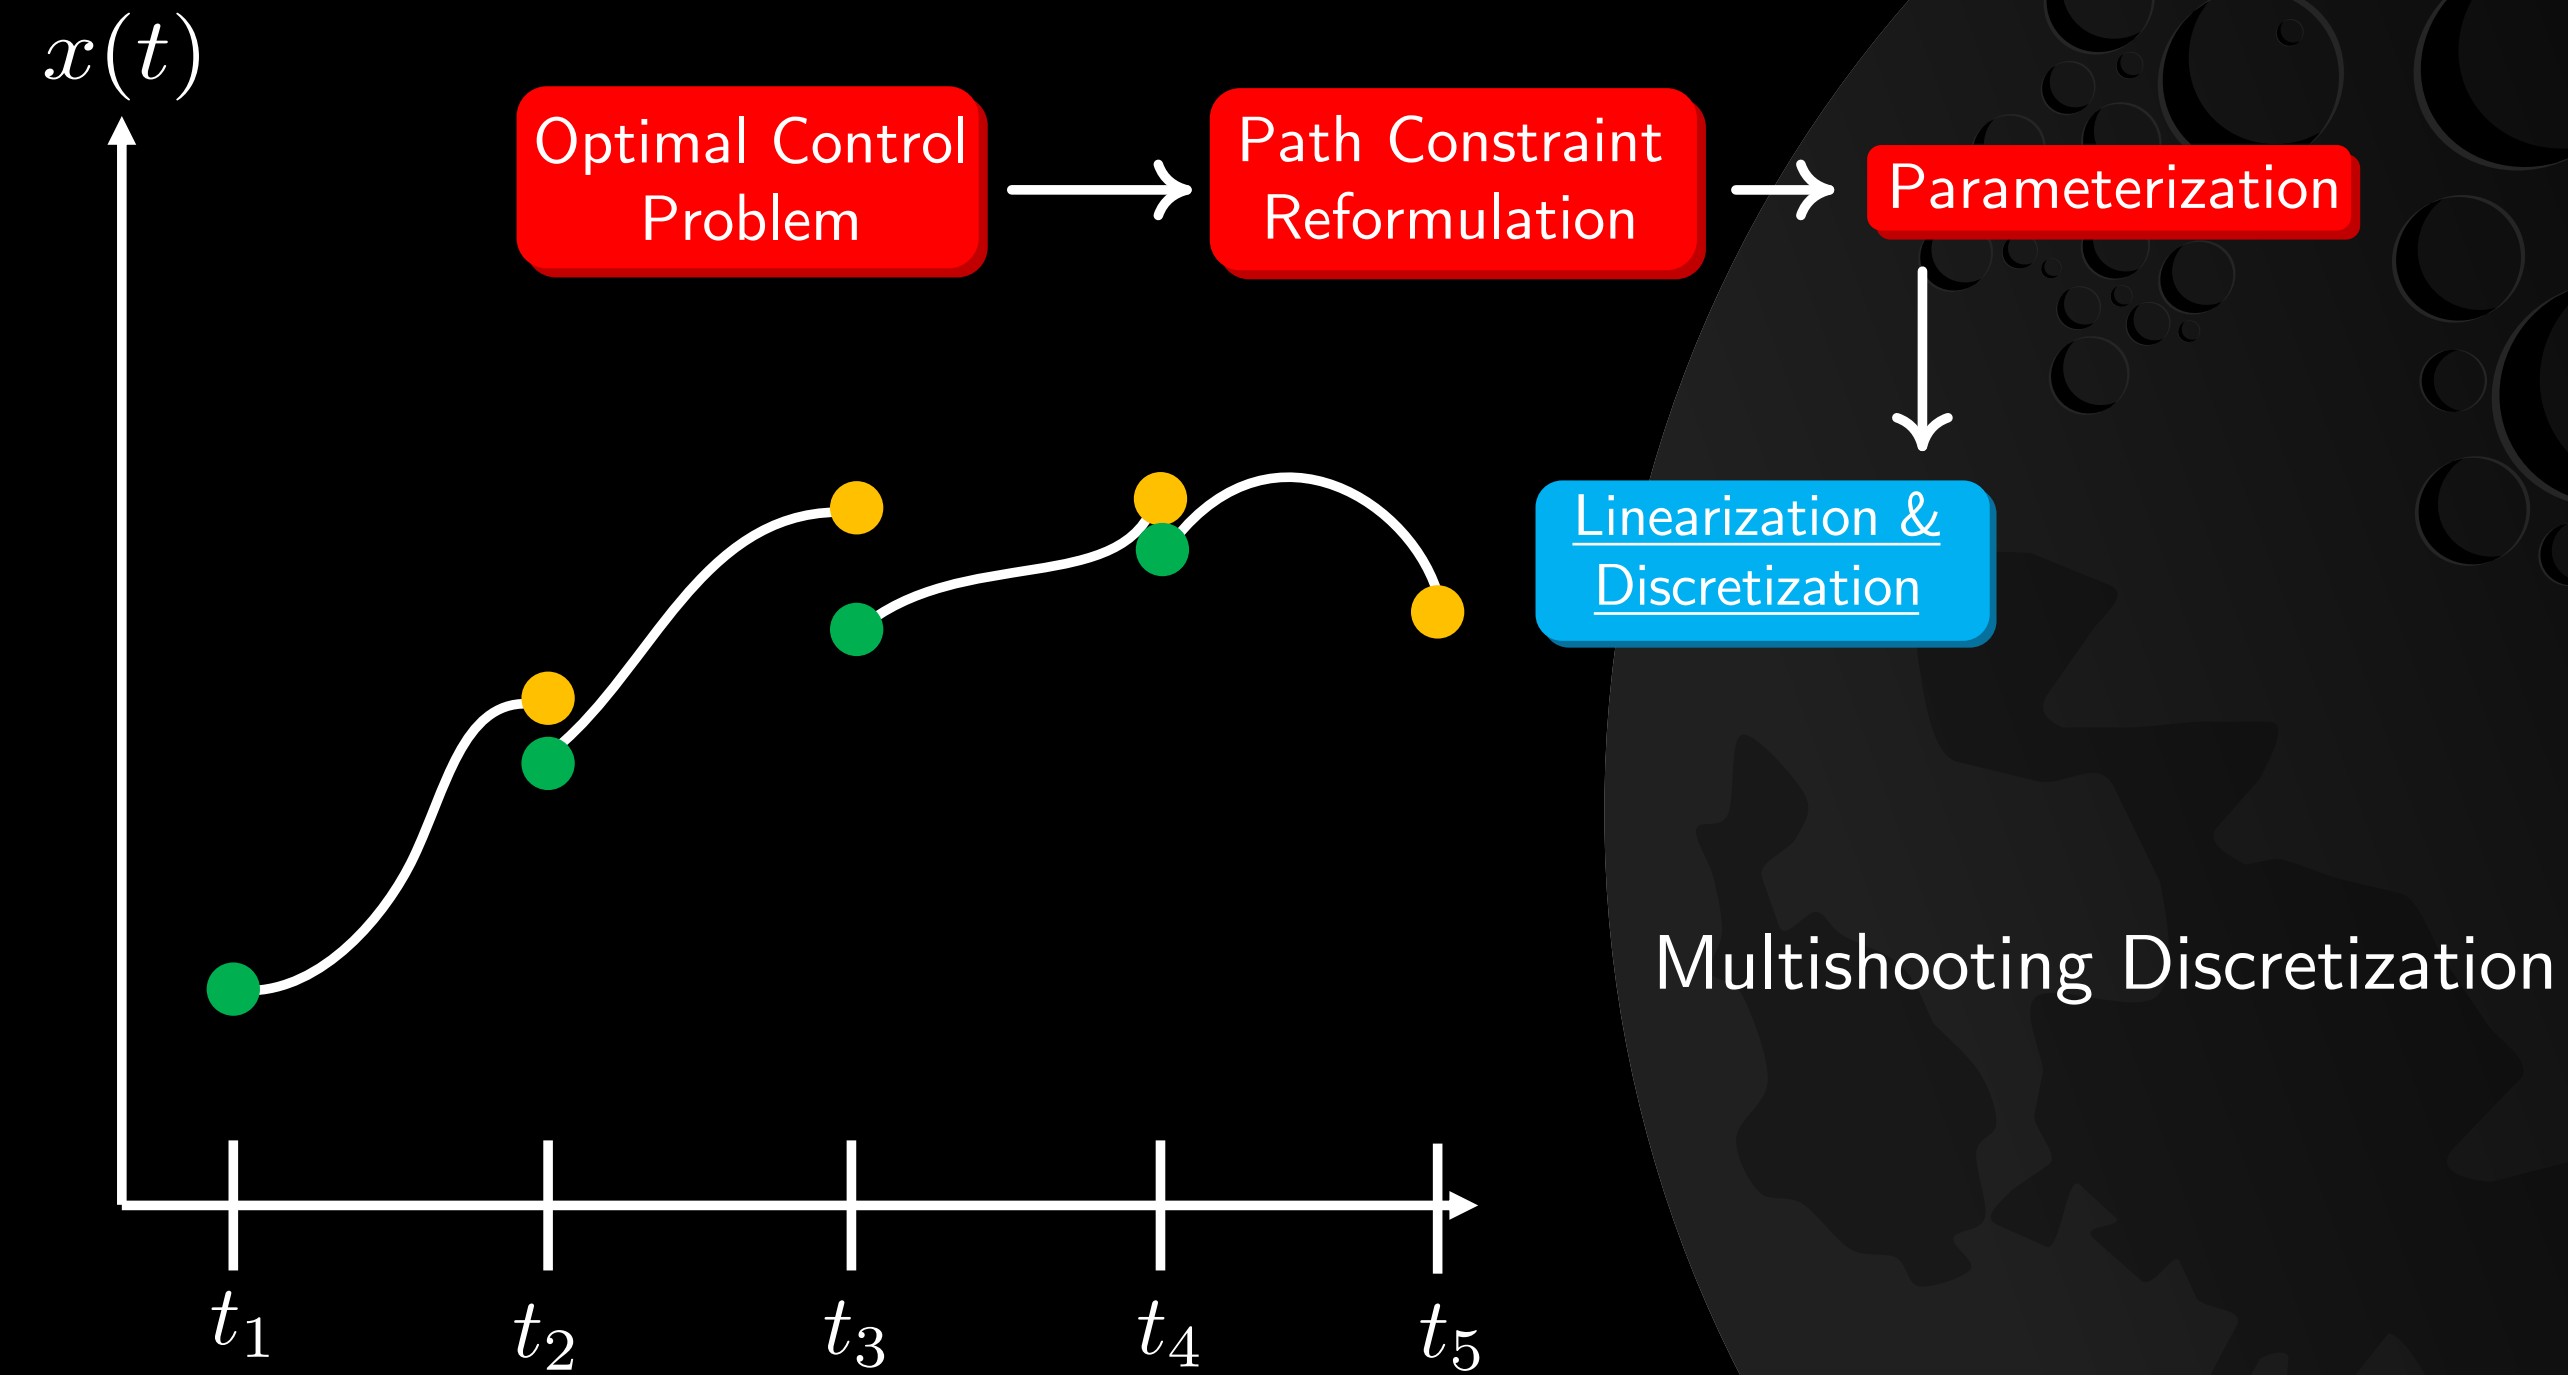 x(t)
Optimal Control
Problem
Path Constraint
Reformulation
Parameterization
Linearization &
Discretization
Multishooting Discretization
t₁ t₂ t₃ t₄ t₅